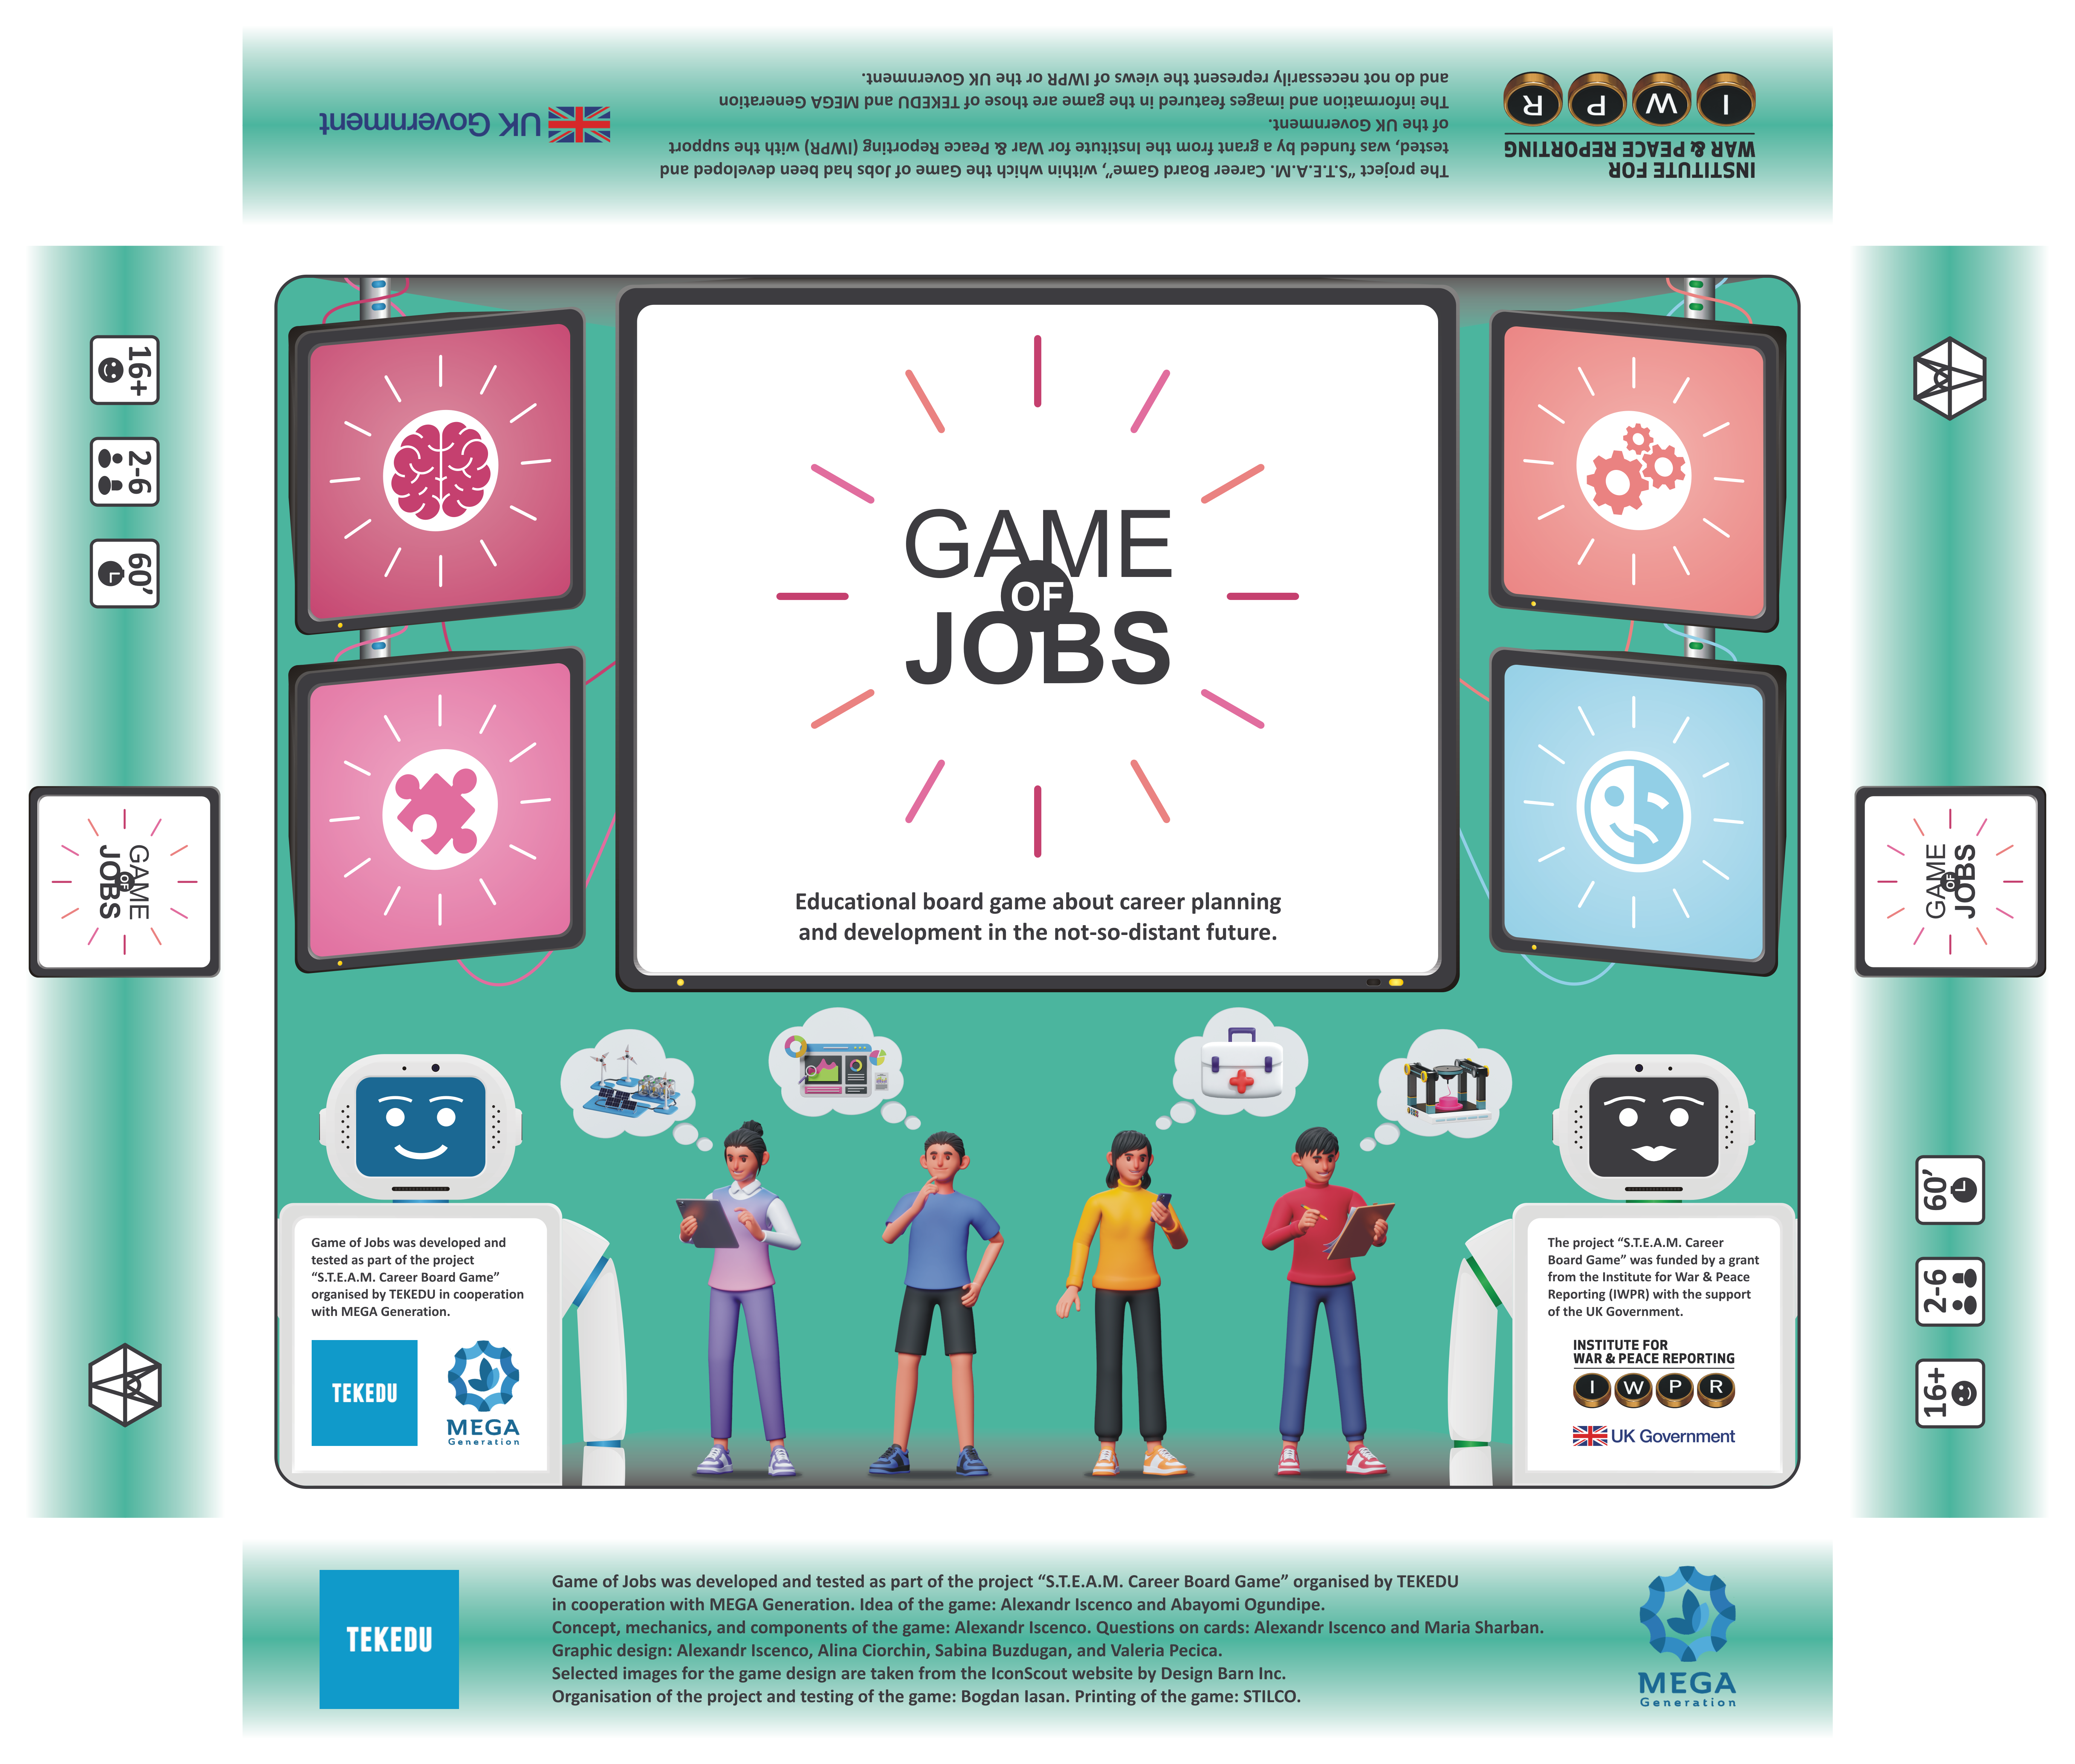 The project “S.T.E.A.M. Career Board Game”, within which the Game of Jobs had been developed and
tested, was funded by a grant from the Institute for War & Peace Reporting (IWPR) with the support
of the UK Government.
The information and images featured in the game are those of TEKEDU and MEGA Generation
and do not necessarily represent the views of IWPR or the UK Government.
INSTITUTE FOR
WAR & PEACE REPORTING
I W P R
UK Government
16+
2-6
60’
GAME
OF
JOBS
GAME
OF
JOBS
Educational board game about career planning
and development in the not-so-distant future.
Game of Jobs was developed and
tested as part of the project
“S.T.E.A.M. Career Board Game”
organised by TEKEDU in cooperation
with MEGA Generation.
TEKEDU
MEGA
Generation
The project “S.T.E.A.M. Career
Board Game” was funded by a grant
from the Institute for War & Peace
Reporting (IWPR) with the support
of the UK Government.
INSTITUTE FOR
WAR & PEACE REPORTING
I W P R
UK Government
GAME
OF
JOBS
60’
2-6
16+
TEKEDU
Game of Jobs was developed and tested as part of the project “S.T.E.A.M. Career Board Game” organised by TEKEDU
in cooperation with MEGA Generation. Idea of the game: Alexandr Iscenco and Abayomi Ogundipe.
Concept, mechanics, and components of the game: Alexandr Iscenco. Questions on cards: Alexandr Iscenco and Maria Sharban.
Graphic design: Alexandr Iscenco, Alina Ciorchin, Sabina Buzdugan, and Valeria Pecica.
Selected images for the game design are taken from the IconScout website by Design Barn Inc.
Organisation of the project and testing of the game: Bogdan Iasan. Printing of the game: STILCO.
MEGA
Generation